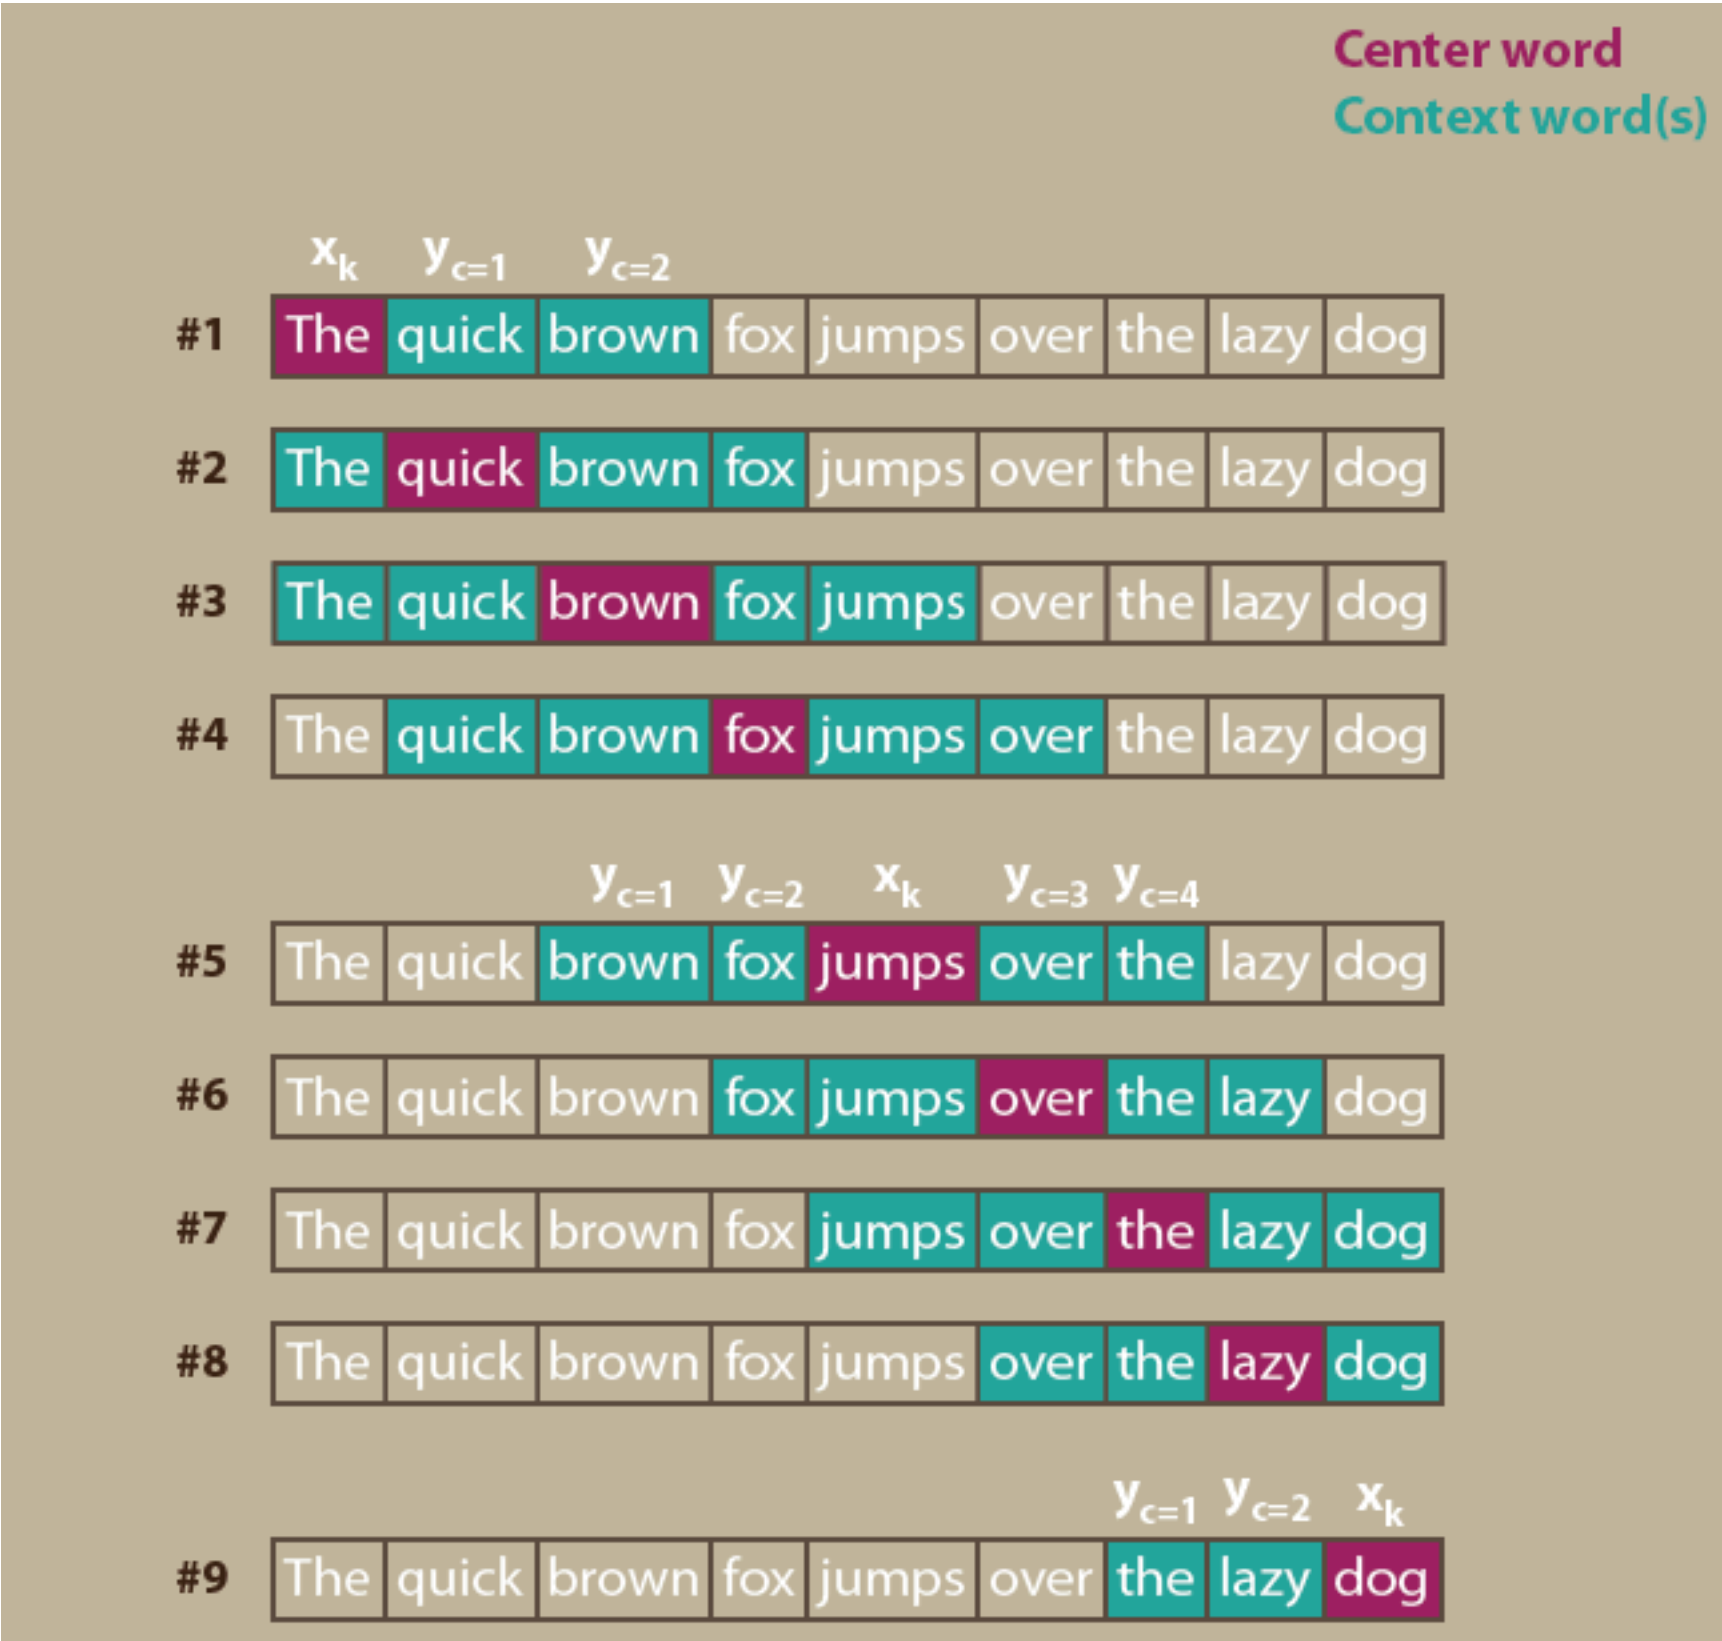 Center word
Context word(s)
xk yc=1 yc=2
#1 The quick brown fox jumps over the lazy dog
#2 The quick brown fox jumps over the lazy dog
#3 The quick brown fox jumps over the lazy dog
#4 The quick brown fox jumps over the lazy dog
yc=1 yc=2 xk yc=3 yc=4
#5 The quick brown fox jumps over the lazy dog
#6 The quick brown fox jumps over the lazy dog
#7 The quick brown fox jumps over the lazy dog
#8 The quick brown fox jumps over the lazy dog
yc=1 yc=2 xk
#9 The quick brown fox jumps over the lazy dog